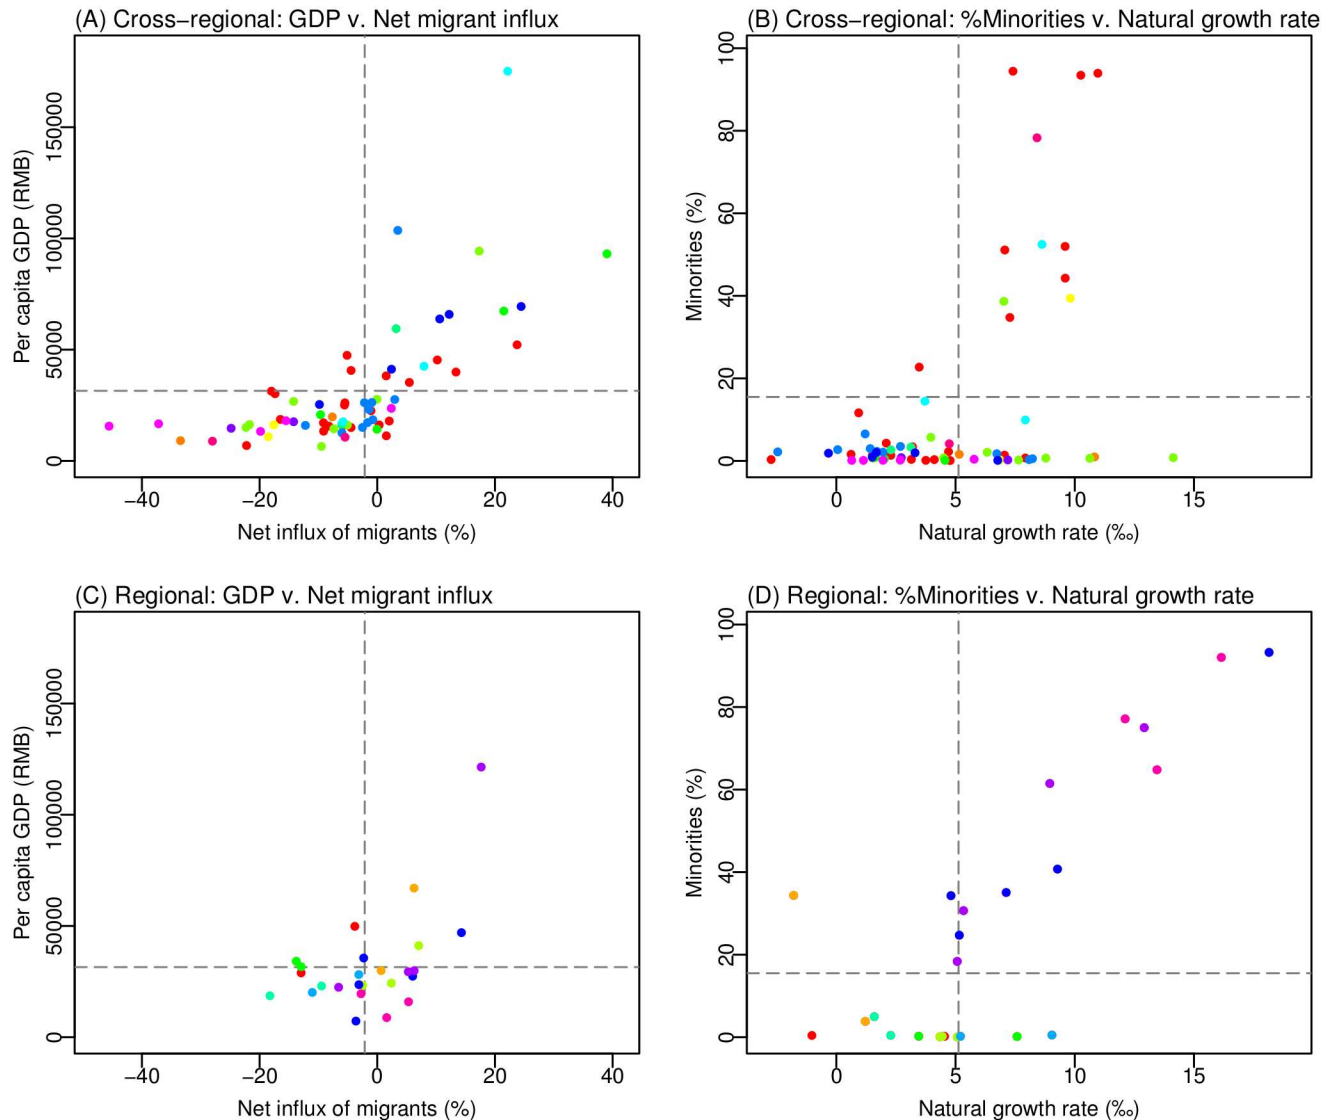 (A) Cross−regional: GDP v. Net migrant influx
Per capita GDP (RMB)
0 50000 100000 150000
−40 −20 0 20 40
Net influx of migrants (%)
(B) Cross−regional: %Minorities v. Natural growth rate
Minorities (%)
0 20 40 60 80 100
0 5 10 15
Natural growth rate (‰)
(C) Regional: GDP v. Net migrant influx
Per capita GDP (RMB)
0 50000 100000 150000
−40 −20 0 20 40
Net influx of migrants (%)
(D) Regional: %Minorities v. Natural growth rate
Minorities (%)
0 20 40 60 80 100
0 5 10 15
Natural growth rate (‰)